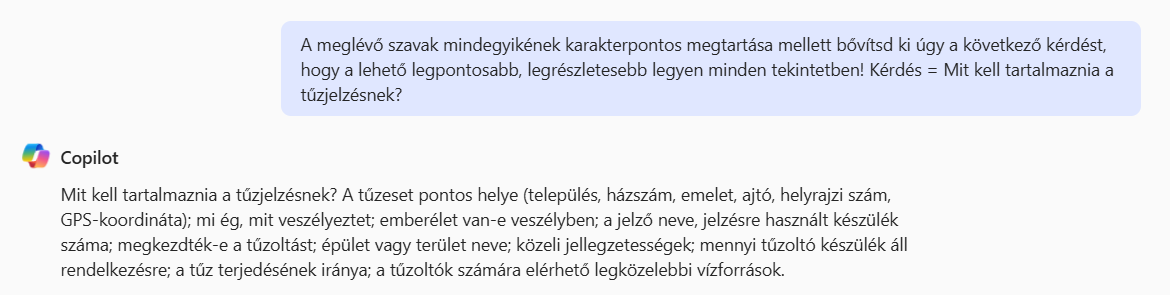 A meglévő szavak mindegyikének karakterpontos megtartása mellett bővítsd ki úgy a következő kérdést,
hogy a lehető legpontosabb, legrészletesebb legyen minden tekintetben! Kérdés = Mit kell tartalmaznia a
tűzjelzésnek?
Copilot
Mit kell tartalmaznia a tűzjelzésnek? A tűzeset pontos helye (település, házszám, emelet, ajtó, helyrajzi szám,
GPS-koordináta); mi ég, mit veszélyeztet; emberélet van-e veszélyben; a jelző neve, jelzésre használt készülék
száma; megkezdték-e a tűzoltást; épület vagy terület neve; közeli jellegzetességek; mennyi tűzoltó készülék áll
rendelkezésre; a tűz terjedésének iránya; a tűzoltók számára elérhető legközelebbi vízforrások.